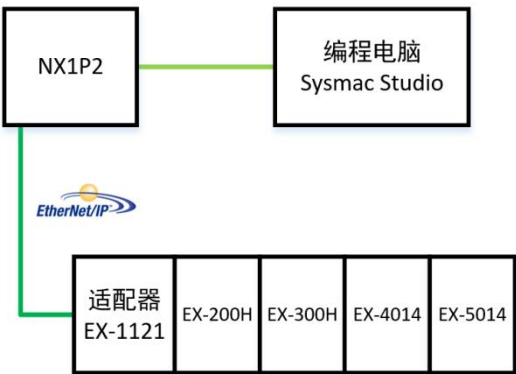 NX1P2
编程电脑
Sysmac Studio
EtherNet/IP
适配器
EX-1121
EX-200H
EX-300H
EX-4014
EX-5014